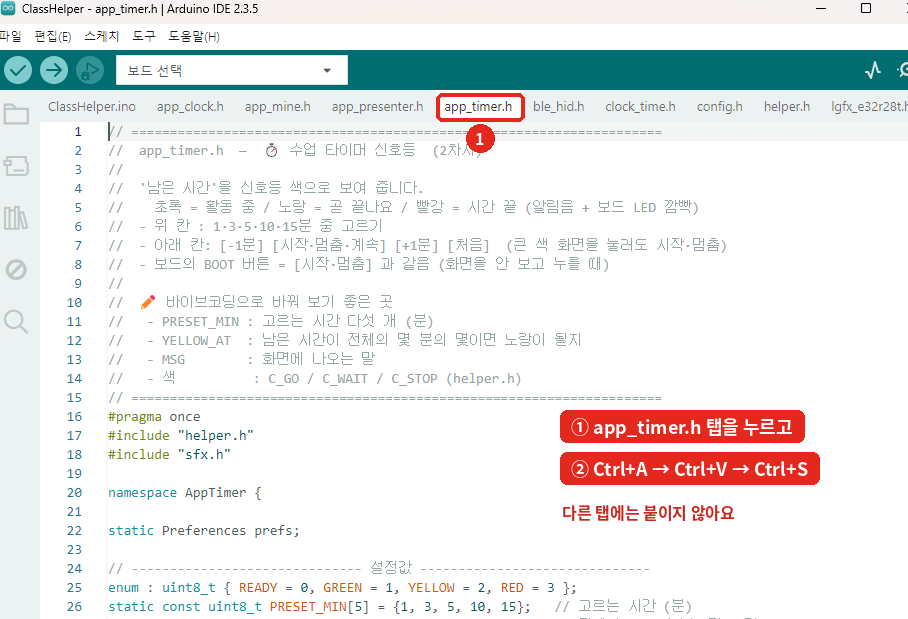 ClassHelper - app_timer.h | Arduino IDE 2.3.5
파일 편집(E) 스케치 도구 도움말(H)
보드 선택
ClassHelper.ino app_clock.h app_mine.h app_presenter.h app_timer.h ble_hid.h clock_time.h config.h helper.h lgfx_e32r28t.h
1
1 // ======================================================================
2 // app_timer.h — ⏱ 수업 타이머 신호등 (2차시)
3 //
4 // '남은 시간'을 신호등 색으로 보여 줍니다.
5 // 초록 = 활동 중 / 노랑 = 곧 끝나요 / 빨강 = 시간 끝 (알림음 + 보드 LED 깜빡)
6 // - 위 칸 : 1·3·5·10·15분 중 고르기
7 // - 아래 칸: [-1분] [시작·멈춤·계속] [+1분] [처음] (큰 색 화면을 눌러도 시작·멈춤)
8 // - 보드의 BOOT 버튼 = [시작·멈춤] 과 같음 (화면을 안 보고 누를 때)
9 //
10 // ✏️ 바이브코딩으로 바꿔 보기 좋은 곳
11 // - PRESET_MIN : 고르는 시간 다섯 개 (분)
12 // - YELLOW_AT : 남은 시간이 전체의 몇 분의 몇이면 노랑이 될지
13 // - MSG : 화면에 나오는 말
14 // - 색 : C_GO / C_WAIT / C_STOP (helper.h)
15 // ======================================================================
16 #pragma once
17 #include "helper.h"
18 #include "sfx.h"
19
20 namespace AppTimer {
21
22 static Preferences prefs;
23
24 // ------------------------------ 설정값 ------------------------------
25 enum : uint8_t { READY = 0, GREEN = 1, YELLOW = 2, RED = 3 };
26 static const uint8_t PRESET_MIN[5] = {1, 3, 5, 10, 15}; // 고르는 시간 (분)
① app_timer.h 탭을 누르고
② Ctrl+A → Ctrl+V → Ctrl+S
다른 탭에는 붙이지 않아요